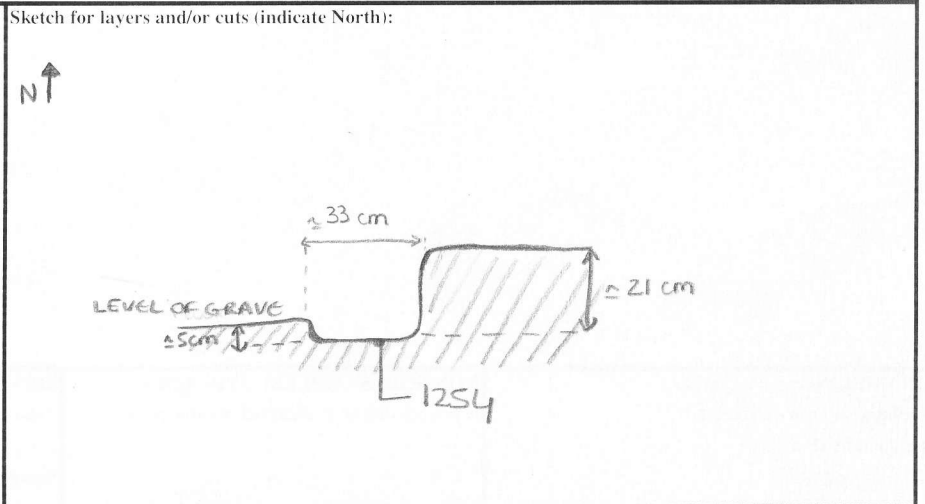 Sketch for layers and/or cuts (indicate North):
N
≃ 33 cm
≃ 21 cm
LEVEL OF GRAVE
≃5cm
1254